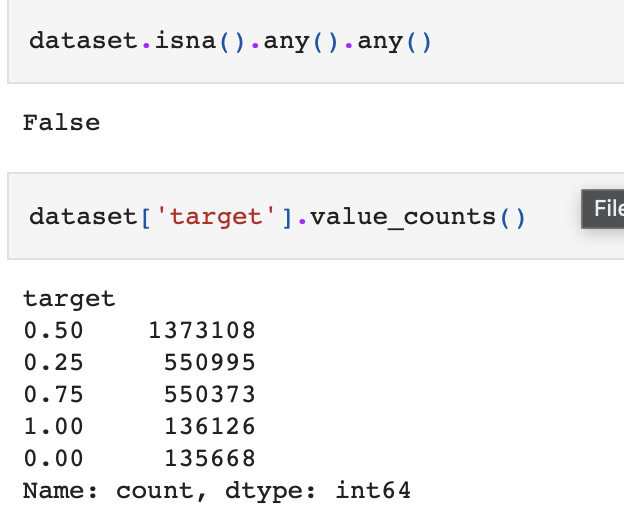 dataset.isna().any().any()
False
dataset['target'].value_counts()
File
target
0.50    1373108
0.25     550995
0.75     550373
1.00     136126
0.00     135668
Name: count, dtype: int64